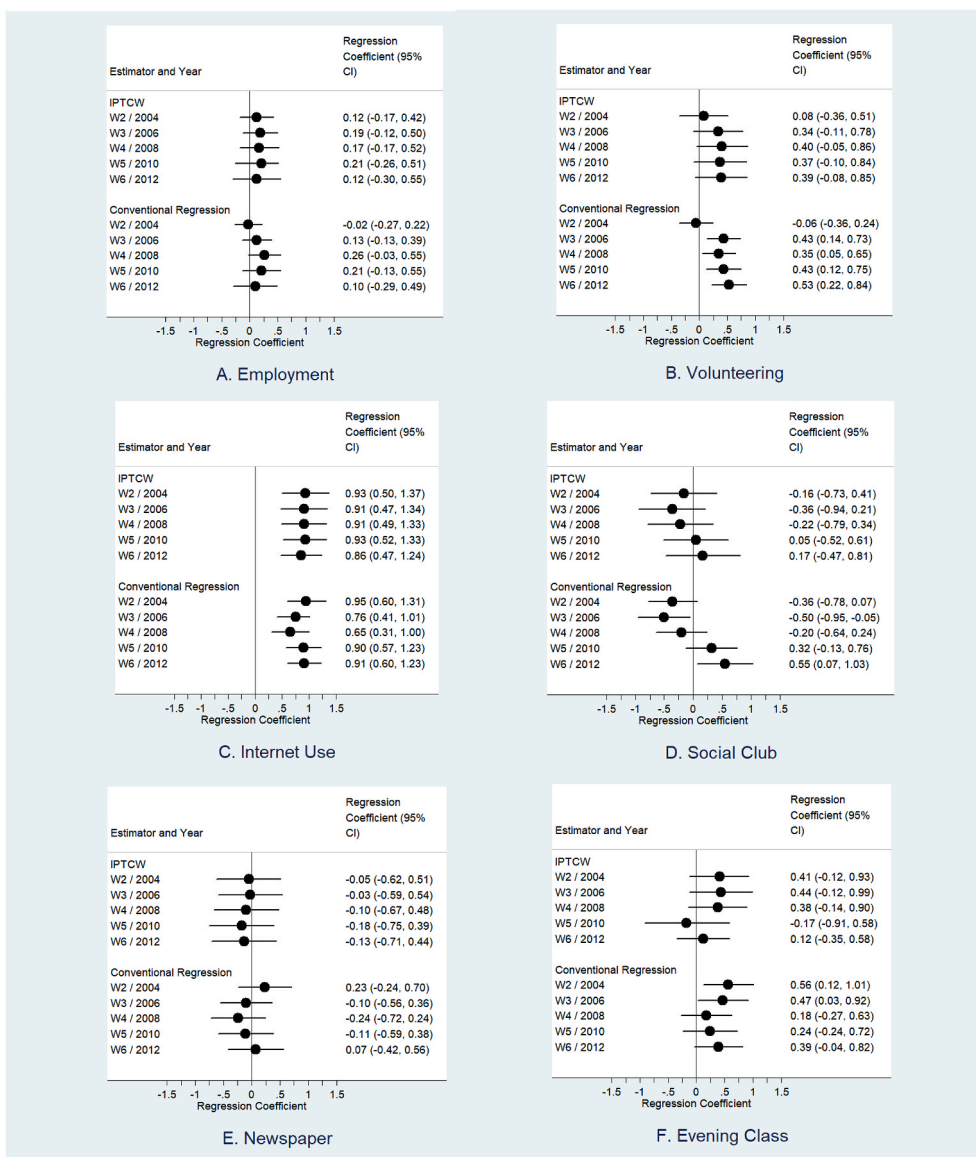 Regression
Coefficient (95%
Estimator and Year CI)
IPTCW
W2 / 2004 0.12 (-0.17, 0.42)
W3 / 2006 0.19 (-0.12, 0.50)
W4 / 2008 0.17 (-0.17, 0.52)
W5 / 2010 0.21 (-0.26, 0.51)
W6 / 2012 0.12 (-0.30, 0.55)
Conventional Regression
W2 / 2004 -0.02 (-0.27, 0.22)
W3 / 2006 0.13 (-0.13, 0.39)
W4 / 2008 0.26 (-0.03, 0.55)
W5 / 2010 0.21 (-0.13, 0.55)
W6 / 2012 0.10 (-0.29, 0.49)
-1.5 -1 -.5 0 .5 1 1.5
Regression Coefficient
A. Employment
Regression
Coefficient (95%
Estimator and Year CI)
IPTCW
W2 / 2004 0.08 (-0.36, 0.51)
W3 / 2006 0.34 (-0.11, 0.78)
W4 / 2008 0.40 (-0.05, 0.86)
W5 / 2010 0.37 (-0.10, 0.84)
W6 / 2012 0.39 (-0.08, 0.85)
Conventional Regression
W2 / 2004 -0.06 (-0.36, 0.24)
W3 / 2006 0.43 (0.14, 0.73)
W4 / 2008 0.35 (0.05, 0.65)
W5 / 2010 0.43 (0.12, 0.75)
W6 / 2012 0.53 (0.22, 0.84)
-1.5 -1 -.5 0 .5 1 1.5
Regression Coefficient
B. Volunteering
Regression
Coefficient (95%
Estimator and Year CI)
IPTCW
W2 / 2004 0.93 (0.50, 1.37)
W3 / 2006 0.91 (0.47, 1.34)
W4 / 2008 0.91 (0.49, 1.33)
W5 / 2010 0.93 (0.52, 1.33)
W6 / 2012 0.86 (0.47, 1.24)
Conventional Regression
W2 / 2004 0.95 (0.60, 1.31)
W3 / 2006 0.76 (0.41, 1.01)
W4 / 2008 0.65 (0.31, 1.00)
W5 / 2010 0.90 (0.57, 1.23)
W6 / 2012 0.91 (0.60, 1.23)
-1.5 -1 -.5 0 .5 1 1.5
Regression Coefficient
C. Internet Use
Regression
Coefficient (95%
Estimator and Year CI)
IPTCW
W2 / 2004 -0.16 (-0.73, 0.41)
W3 / 2006 -0.36 (-0.94, 0.21)
W4 / 2008 -0.22 (-0.79, 0.34)
W5 / 2010 0.05 (-0.52, 0.61)
W6 / 2012 0.17 (-0.47, 0.81)
Conventional Regression
W2 / 2004 -0.36 (-0.78, 0.07)
W3 / 2006 -0.50 (-0.95, -0.05)
W4 / 2008 -0.20 (-0.64, 0.24)
W5 / 2010 0.32 (-0.13, 0.76)
W6 / 2012 0.55 (0.07, 1.03)
-1.5 -1 -.5 0 .5 1 1.5
Regression Coefficient
D. Social Club
Regression
Coefficient (95%
Estimator and Year CI)
IPTCW
W2 / 2004 -0.05 (-0.62, 0.51)
W3 / 2006 -0.03 (-0.59, 0.54)
W4 / 2008 -0.10 (-0.67, 0.48)
W5 / 2010 -0.18 (-0.75, 0.39)
W6 / 2012 -0.13 (-0.71, 0.44)
Conventional Regression
W2 / 2004 0.23 (-0.24, 0.70)
W3 / 2006 -0.10 (-0.56, 0.36)
W4 / 2008 -0.24 (-0.72, 0.24)
W5 / 2010 -0.11 (-0.59, 0.38)
W6 / 2012 0.07 (-0.42, 0.56)
-1.5 -1 -.5 0 .5 1 1.5
Regression Coefficient
E. Newspaper
Regression
Coefficient (95%
Estimator and Year CI)
IPTCW
W2 / 2004 0.41 (-0.12, 0.93)
W3 / 2006 0.44 (-0.12, 0.99)
W4 / 2008 0.38 (-0.14, 0.90)
W5 / 2010 -0.17 (-0.91, 0.58)
W6 / 2012 0.12 (-0.35, 0.58)
Conventional Regression
W2 / 2004 0.56 (0.12, 1.01)
W3 / 2006 0.47 (0.03, 0.92)
W4 / 2008 0.18 (-0.27, 0.63)
W5 / 2010 0.24 (-0.24, 0.72)
W6 / 2012 0.39 (-0.04, 0.82)
-1.5 -1 -.5 0 .5 1 1.5
Regression Coefficient
F. Evening Class